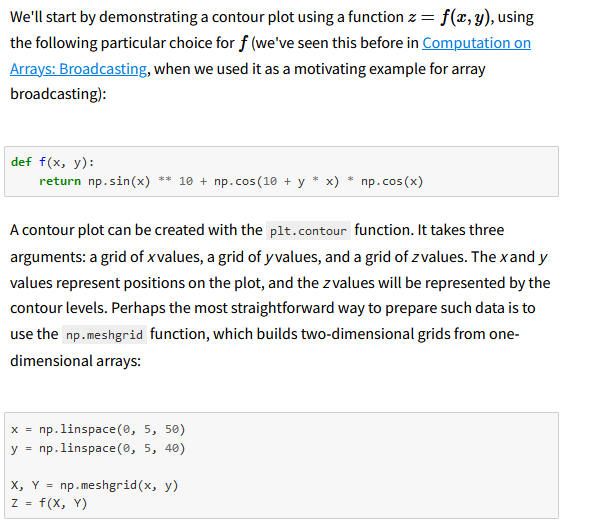 We'll start by demonstrating a contour plot using a function z = f(x, y), using
the following particular choice for f (we've seen this before in Computation on
Arrays: Broadcasting, when we used it as a motivating example for array
broadcasting):
def f(x, y):
    return np.sin(x) ** 10 + np.cos(10 + y * x) * np.cos(x)
A contour plot can be created with the plt.contour function. It takes three
arguments: a grid of x values, a grid of y values, and a grid of z values. The x and y
values represent positions on the plot, and the z values will be represented by the
contour levels. Perhaps the most straightforward way to prepare such data is to
use the np.meshgrid function, which builds two-dimensional grids from one-
dimensional arrays:
x = np.linspace(0, 5, 50)
y = np.linspace(0, 5, 40)
X, Y = np.meshgrid(x, y)
Z = f(X, Y)